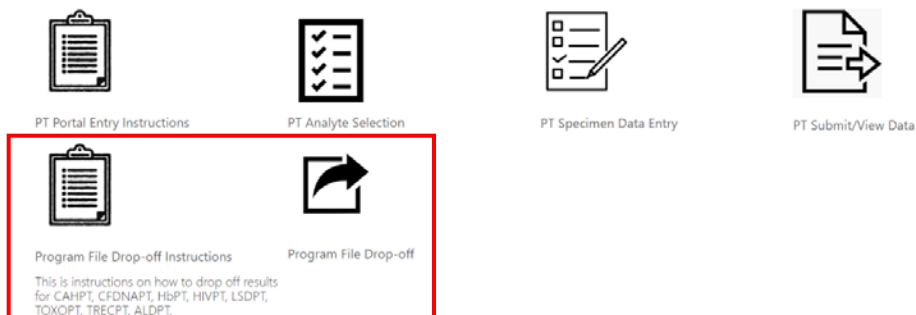 PT Portal Entry Instructions
PT Analyte Selection
PT Specimen Data Entry
PT Submit/View Data
Program File Drop-off Instructions
Program File Drop-off
This is instructions on how to drop off results
for CAHPT, CFDNAPT, HbPT, HIVPT, LSDPT,
TOXOPT, TRECPT, ALDPT.